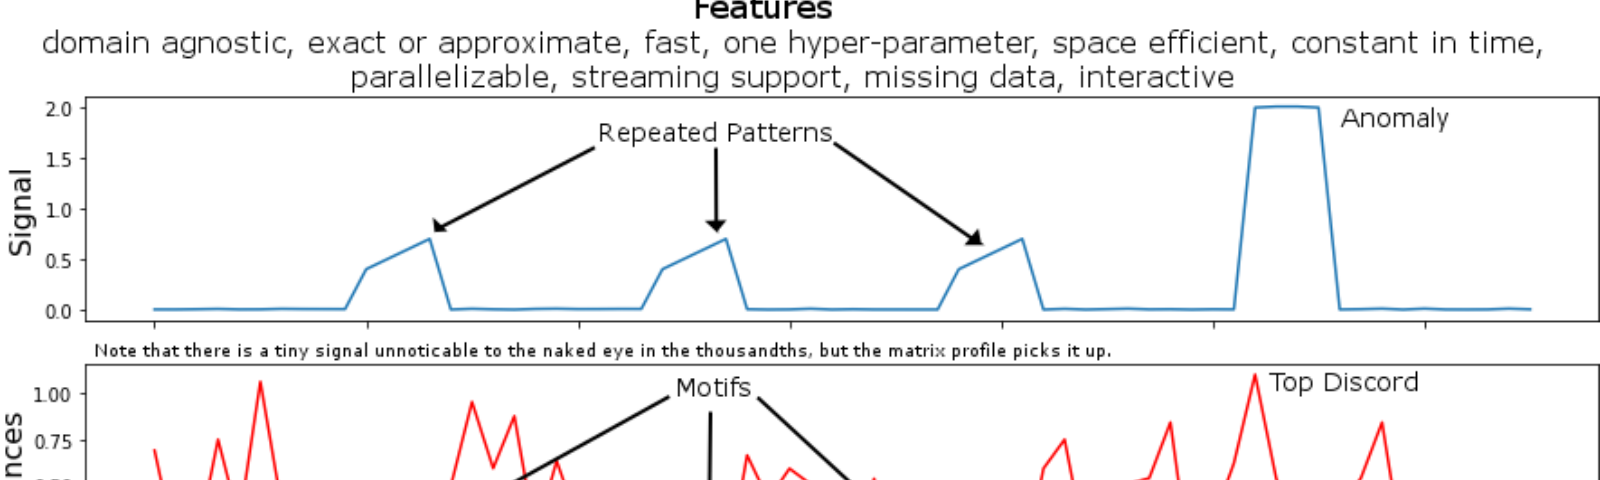 Features
domain agnostic, exact or approximate, fast, one hyper-parameter, space efficient, constant in time,
parallelizable, streaming support, missing data, interactive
2.0
Repeated Patterns
Anomaly
1.5
1.0
0.5
0.0
Signal
Note that there is a tiny signal unnoticable to the naked eye in the thousandths, but the matrix profile picks it up.
Motifs
Top Discord
1.00
0.75
nces